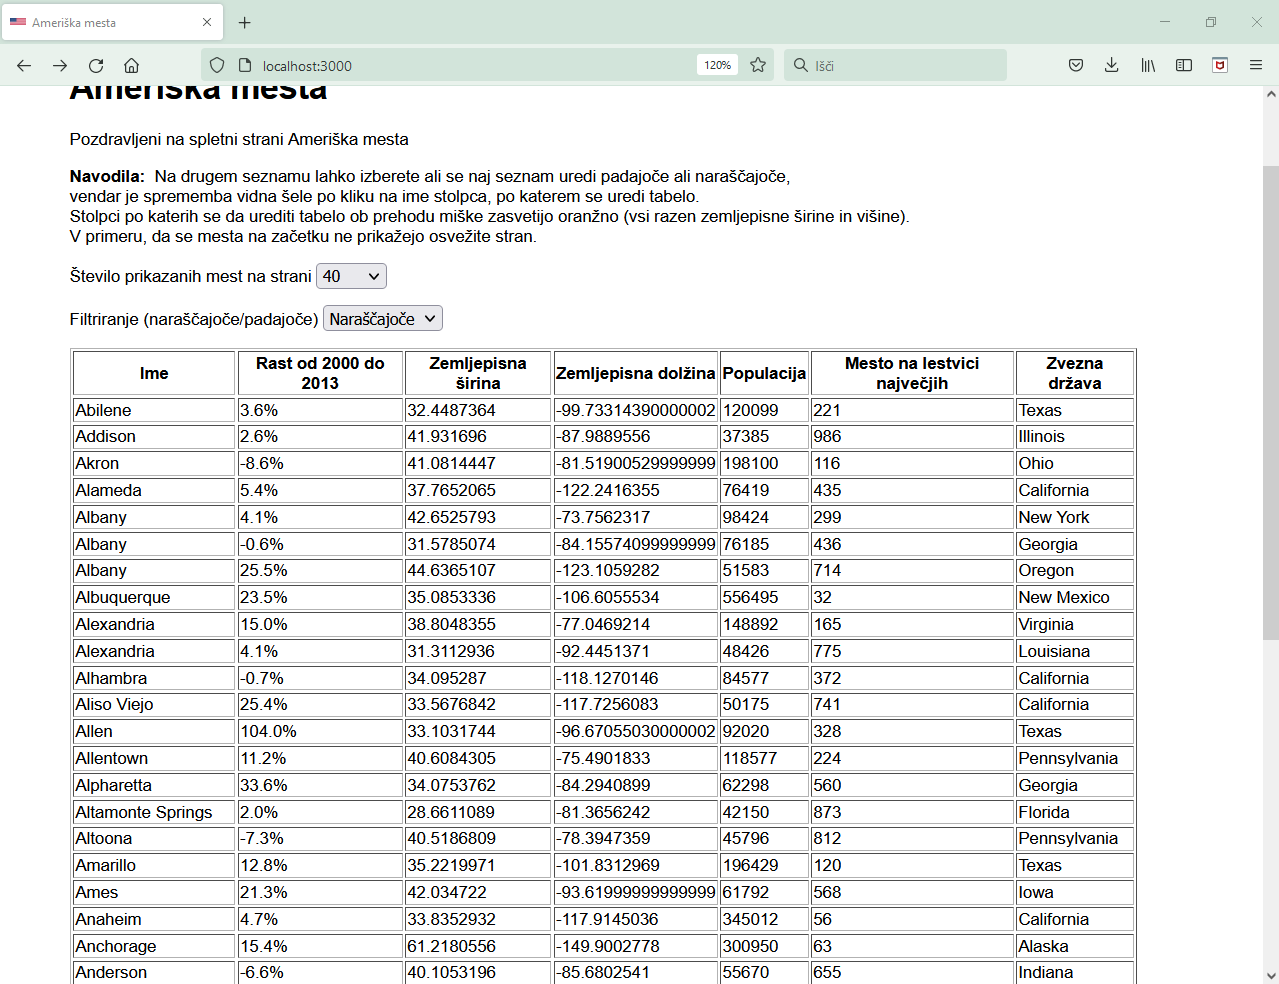 Ameriška mesta
localhost:3000
120%
Išči
Ameriška mesta
Pozdravljeni na spletni strani Ameriška mesta
Navodila: Na drugem seznamu lahko izberete ali se naj seznam uredi padajoče ali naraščajoče,
vendar je sprememba vidna šele po kliku na ime stolpca, po katerem se uredi tabelo.
Stolpci po katerih se da urediti tabelo ob prehodu miške zasvetijo oranžno (vsi razen zemljepisne širine in višine).
V primeru, da se mesta na začetku ne prikažejo osvežite stran.
Število prikazanih mest na strani 40
Filtriranje (naraščajoče/padajoče) Naraščajoče
Ime Rast od 2000 do 2013 Zemljepisna širina Zemljepisna dolžina Populacija Mesto na lestvici največjih Zvezna država
Abilene 3.6% 32.4487364 -99.73314390000002 120099 221 Texas
Addison 2.6% 41.931696 -87.9889556 37385 986 Illinois
Akron -8.6% 41.0814447 -81.51900529999999 198100 116 Ohio
Alameda 5.4% 37.7652065 -122.2416355 76419 435 California
Albany 4.1% 42.6525793 -73.7562317 98424 299 New York
Albany -0.6% 31.5785074 -84.15574099999999 76185 436 Georgia
Albany 25.5% 44.6365107 -123.1059282 51583 714 Oregon
Albuquerque 23.5% 35.0853336 -106.6055534 556495 32 New Mexico
Alexandria 15.0% 38.8048355 -77.0469214 148892 165 Virginia
Alexandria 4.1% 31.3112936 -92.4451371 48426 775 Louisiana
Alhambra -0.7% 34.095287 -118.1270146 84577 372 California
Aliso Viejo 25.4% 33.5676842 -117.7256083 50175 741 California
Allen 104.0% 33.1031744 -96.67055030000002 92020 328 Texas
Allentown 11.2% 40.6084305 -75.4901833 118577 224 Pennsylvania
Alpharetta 33.6% 34.0753762 -84.2940899 62298 560 Georgia
Altamonte Springs 2.0% 28.6611089 -81.3656242 42150 873 Florida
Altoona -7.3% 40.5186809 -78.3947359 45796 812 Pennsylvania
Amarillo 12.8% 35.2219971 -101.8312969 196429 120 Texas
Ames 21.3% 42.034722 -93.61999999999999 61792 568 Iowa
Anaheim 4.7% 33.8352932 -117.9145036 345012 56 California
Anchorage 15.4% 61.2180556 -149.9002778 300950 63 Alaska
Anderson -6.6% 40.1053196 -85.6802541 55670 655 Indiana